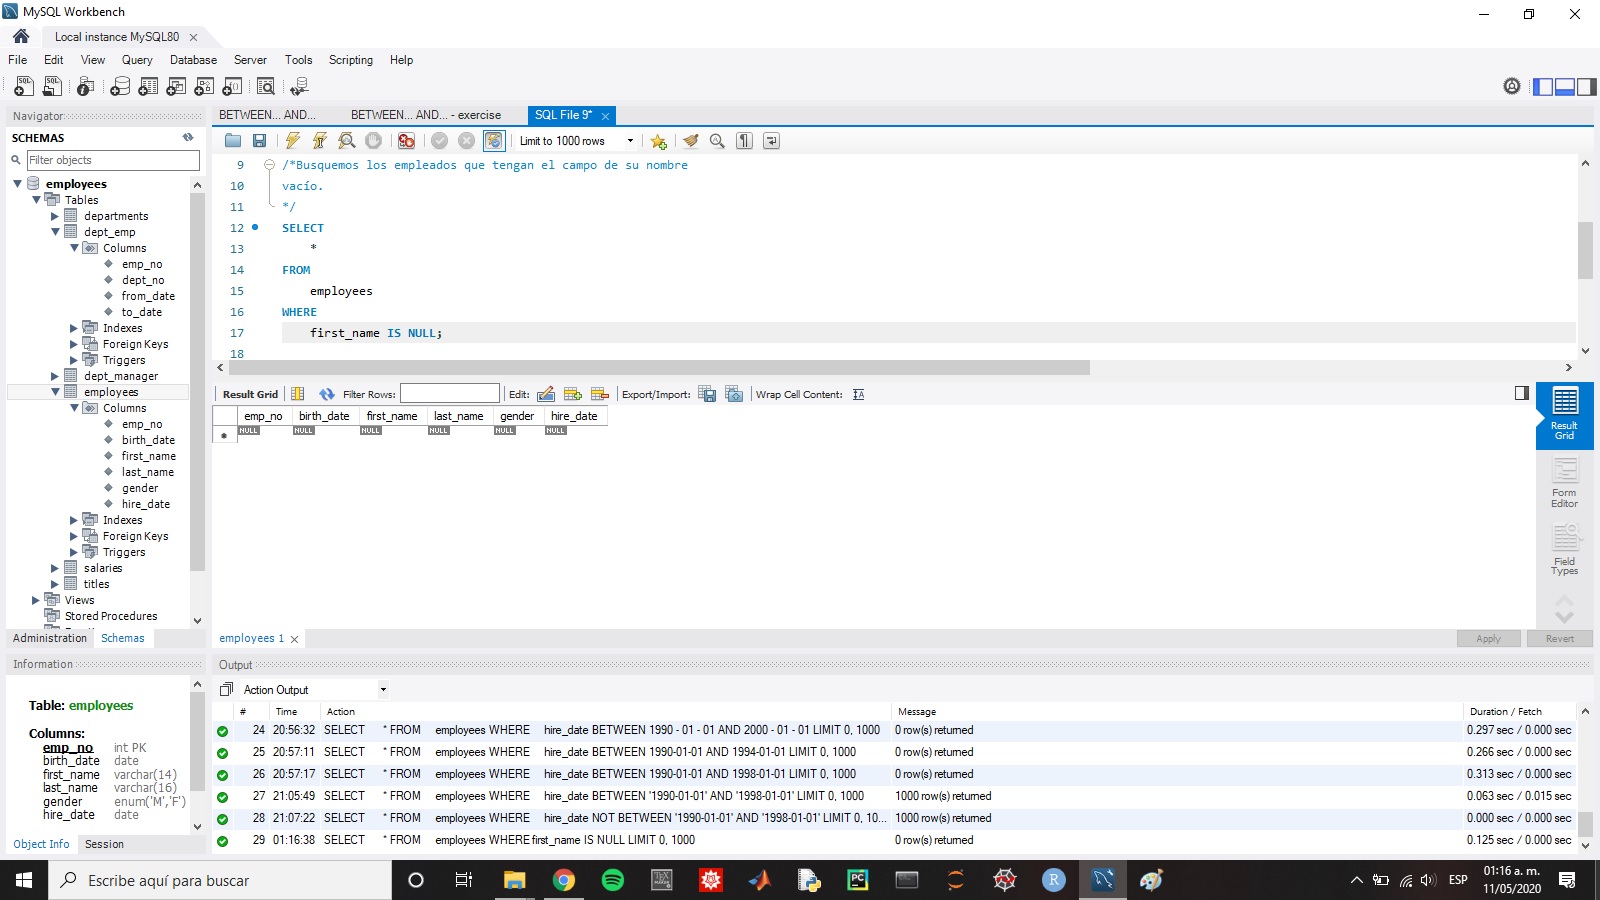 MySQL Workbench
Local instance MySQL80
File Edit View Query Database Server Tools Scripting Help
Navigator
SCHEMAS
Filter objects
employees
Tables
departments
dept_emp
Columns
emp_no
dept_no
from_date
to_date
Indexes
Foreign Keys
Triggers
dept_manager
employees
Columns
emp_no
birth_date
first_name
last_name
gender
hire_date
Indexes
Foreign Keys
Triggers
salaries
titles
Views
Stored Procedures
Administration Schemas
Information
Table: employees
Columns:
emp_no int PK
birth_date date
first_name varchar(14)
last_name varchar(16)
gender enum('M','F')
hire_date date
Object Info Session
BETWEEN... AND... BETWEEN... AND... - exercise SQL File 9*
Limit to 1000 rows
9 /*Busquemos los empleados que tengan el campo de su nombre
10 vacío.
11 */
12 SELECT
13 *
14 FROM
15 employees
16 WHERE
17 first_name IS NULL;
18
Result Grid Filter Rows: Edit: Export/Import: Wrap Cell Content:
emp_no birth_date first_name last_name gender hire_date
NULL NULL NULL NULL NULL NULL
Result
Grid
Form
Editor
Field
Types
employees 1
Apply Revert
Output
Action Output
# Time Action Message Duration / Fetch
24 20:56:32 SELECT * FROM employees WHERE hire_date BETWEEN 1990 - 01 - 01 AND 2000 - 01 - 01 LIMIT 0, 1000 0 row(s) returned 0.297 sec / 0.000 sec
25 20:57:11 SELECT * FROM employees WHERE hire_date BETWEEN 1990-01-01 AND 1994-01-01 LIMIT 0, 1000 0 row(s) returned 0.266 sec / 0.000 sec
26 20:57:17 SELECT * FROM employees WHERE hire_date BETWEEN 1990-01-01 AND 1998-01-01 LIMIT 0, 1000 0 row(s) returned 0.313 sec / 0.000 sec
27 21:05:49 SELECT * FROM employees WHERE hire_date BETWEEN '1990-01-01' AND '1998-01-01' LIMIT 0, 1000 1000 row(s) returned 0.063 sec / 0.015 sec
28 21:07:22 SELECT * FROM employees WHERE hire_date NOT BETWEEN '1990-01-01' AND '1998-01-01' LIMIT 0, 10... 1000 row(s) returned 0.000 sec / 0.000 sec
29 01:16:38 SELECT * FROM employees WHERE first_name IS NULL LIMIT 0, 1000 0 row(s) returned 0.125 sec / 0.000 sec
Escribe aquí para buscar
ESP
01:16 a. m.
11/05/2020